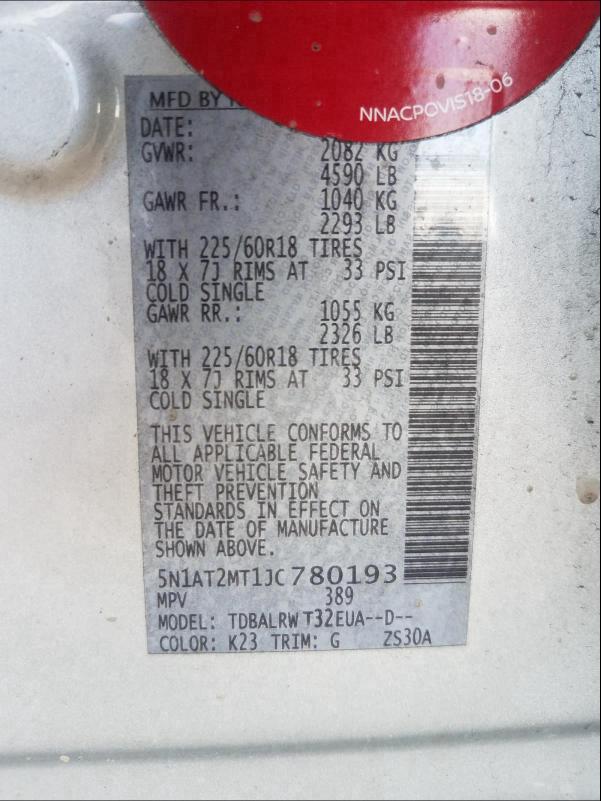 NNACPOVIS18-06
MFD BY
DATE:
GVWR: 2082 KG
4590 LB
GAWR FR.: 1040 KG
2293 LB
WITH 225/60R18 TIRES
18 X 7J RIMS AT 33 PSI
COLD SINGLE
GAWR RR.: 1055 KG
2326 LB
WITH 225/60R18 TIRES
18 X 7J RIMS AT 33 PSI
COLD SINGLE
THIS VEHICLE CONFORMS TO
ALL APPLICABLE FEDERAL
MOTOR VEHICLE SAFETY AND
THEFT PREVENTION
STANDARDS IN EFFECT ON
THE DATE OF MANUFACTURE
SHOWN ABOVE.
5N1AT2MT1JC780193
MPV 389
MODEL: TDBALRW T32EUA--D--
COLOR: K23 TRIM: G ZS30A